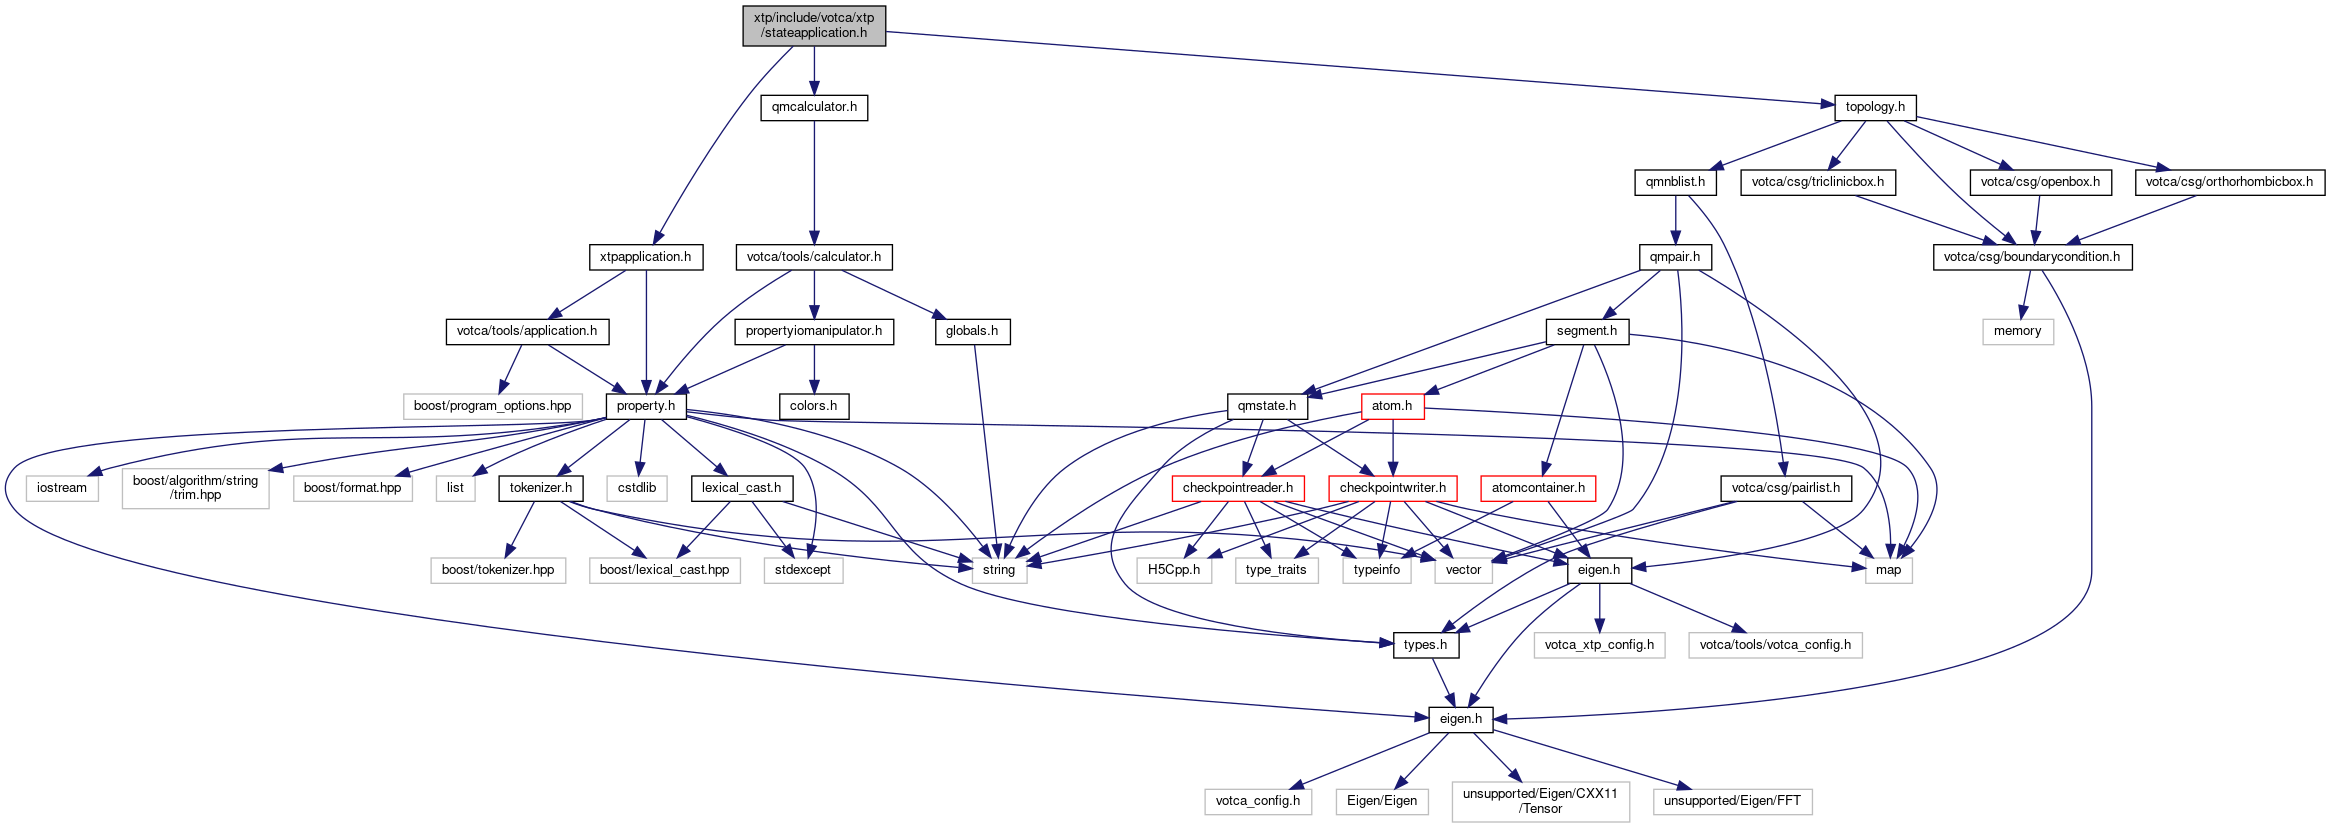 xtp/include/votca/xtp
/stateapplication.h
qmcalculator.h
topology.h
qmnblist.h
votca/csg/triclinicbox.h
votca/csg/openbox.h
votca/csg/orthorhombicbox.h
xtpapplication.h
votca/tools/calculator.h
qmpair.h
votca/csg/boundarycondition.h
votca/tools/application.h
propertyiomanipulator.h
globals.h
segment.h
memory
boost/program_options.hpp
property.h
colors.h
qmstate.h
atom.h
iostream
boost/algorithm/string
/trim.hpp
boost/format.hpp
list
tokenizer.h
cstdlib
lexical_cast.h
checkpointreader.h
checkpointwriter.h
atomcontainer.h
votca/csg/pairlist.h
boost/tokenizer.hpp
boost/lexical_cast.hpp
stdexcept
string
H5Cpp.h
type_traits
typeinfo
vector
eigen.h
map
types.h
votca_xtp_config.h
votca/tools/votca_config.h
eigen.h
votca_config.h
Eigen/Eigen
unsupported/Eigen/CXX11
/Tensor
unsupported/Eigen/FFT